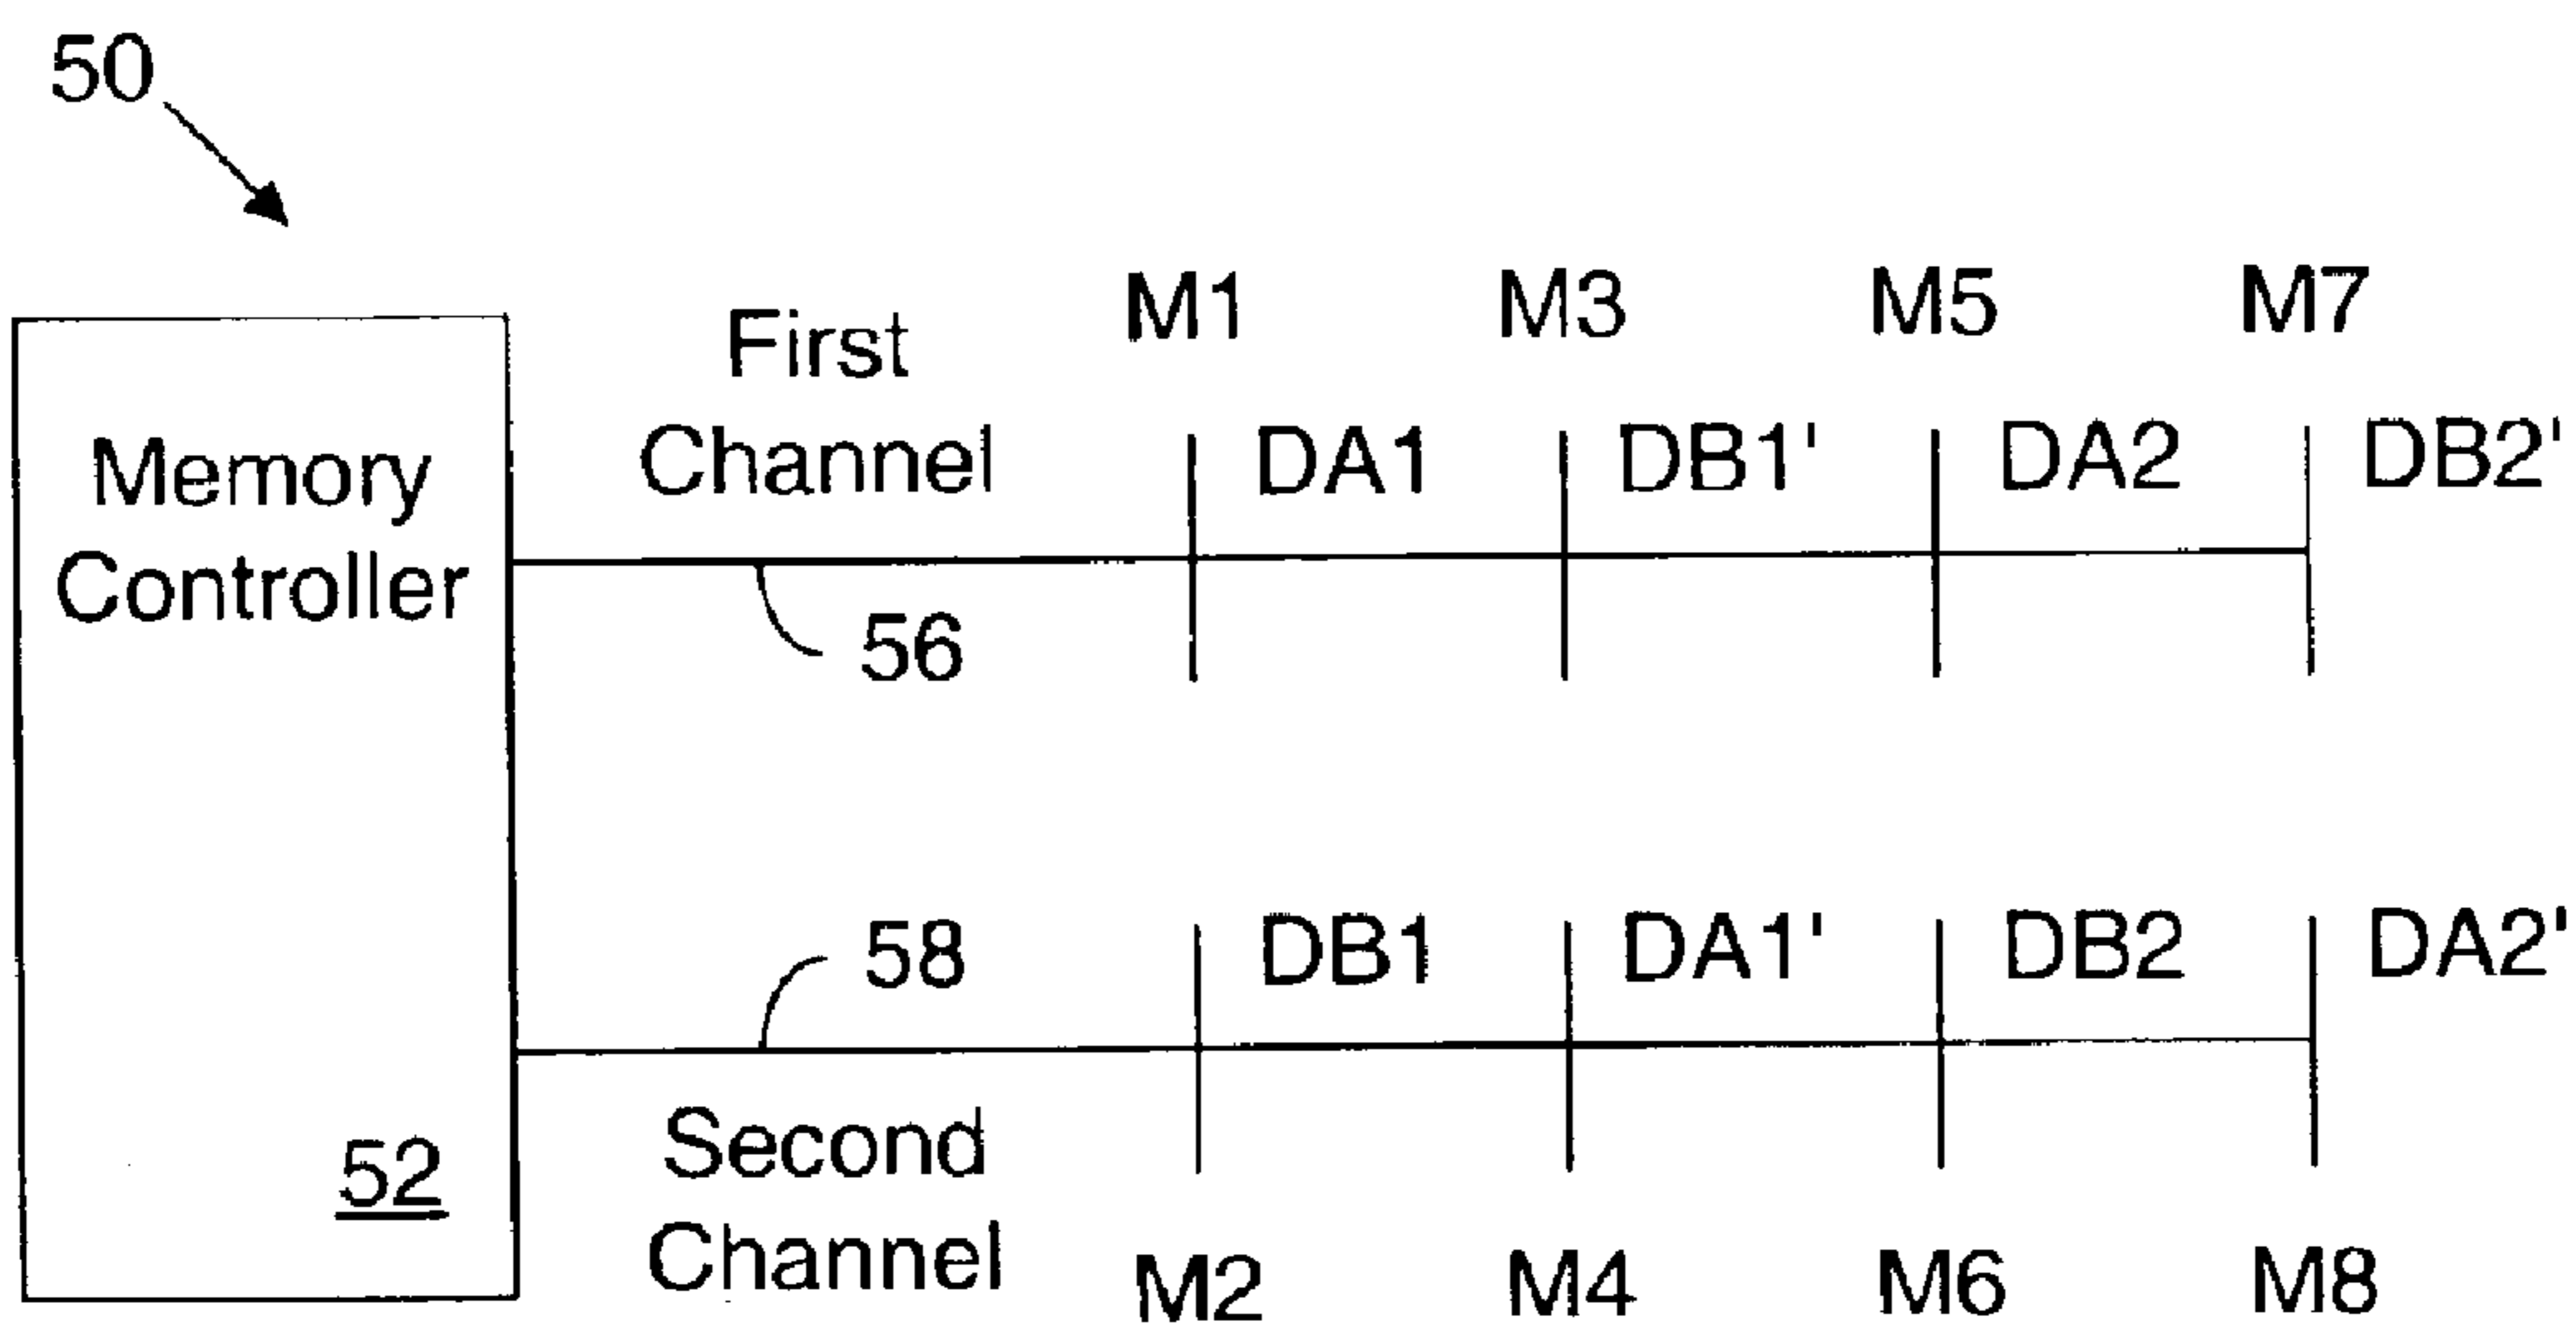 50
M1 M3 M5 M7
First
Channel
DA1 DB1' DA2 DB2'
Memory
Controller
56
58
DB1 DA1' DB2 DA2'
52
Second
Channel
M2 M4 M6 M8